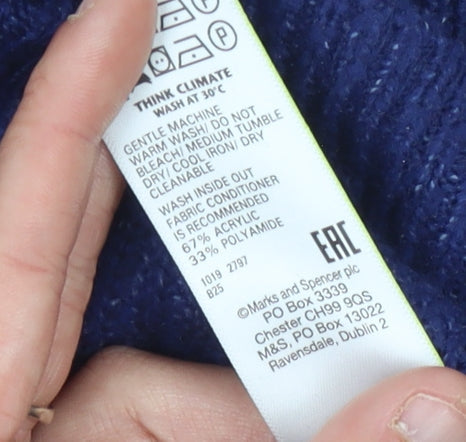 P
P
THINK CLIMATE
WASH AT 30°C
GENTLE MACHINE
WARM WASH/ DO NOT
BLEACH/ MEDIUM TUMBLE
DRY/ COOL IRON/ DRY
CLEANABLE
WASH INSIDE OUT
FABRIC CONDITIONER
IS RECOMMENDED
67% ACRYLIC
33% POLYAMIDE
1019 2797
B25
EAC
©Marks and Spencer plc
PO Box 3339
Chester CH99 9QS
M&S, PO Box 13022
Ravensdale, Dublin 2